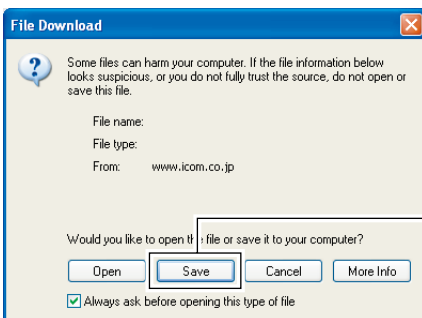 File Download
Some files can harm your computer. If the file information below
looks suspicious, or you do not fully trust the source, do not open or
save this file.
File name:
File type:
From: www.icom.co.jp
Would you like to open the file or save it to your computer?
Open Save Cancel More Info
Always ask before opening this type of file